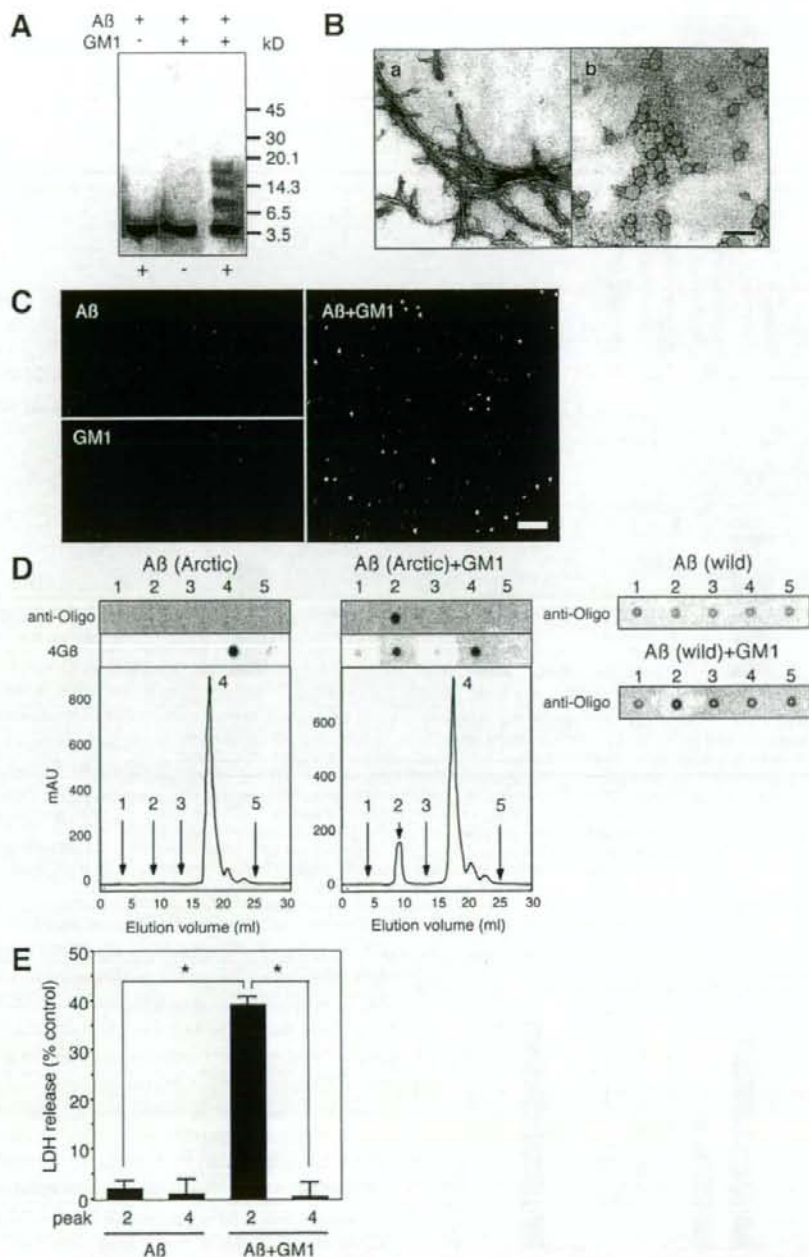 A
Aß + + +
GM1 - + + kD
45
30
20.1
14.3
6.5
3.5
+ - +
B
a
b
C
Aß
Aß+GM1
GM1
D
Aß (Arctic)
1 2 3 4 5
anti-Oligo
4G8
mAU
800
600
400
200
0
4
1 2 3 5
0 5 10 15 20 25 30
Elution volume (ml)
Aß (Arctic)+GM1
1 2 3 4 5
600
400
200
0
4
1 2 3 5
0 5 10 15 20 25 30
Elution volume (ml)
Aß (wild)
1 2 3 4 5
anti-Oligo
Aß (wild)+GM1
1 2 3 4 5
anti-Oligo
E
LDH release (% control)
50
40
30
20
10
0
* *
peak 2 4 2 4
Aß Aß+GM1